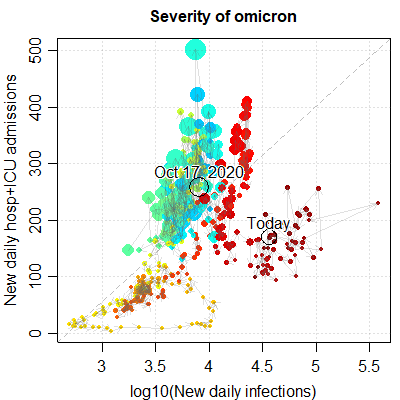 Severity of omicron
New daily hosp+ICU admissions
500
400
300
200
100
0
Oct 17, 2020
Today
3
3.5
4
4.5
5
5.5
log10(New daily infections)